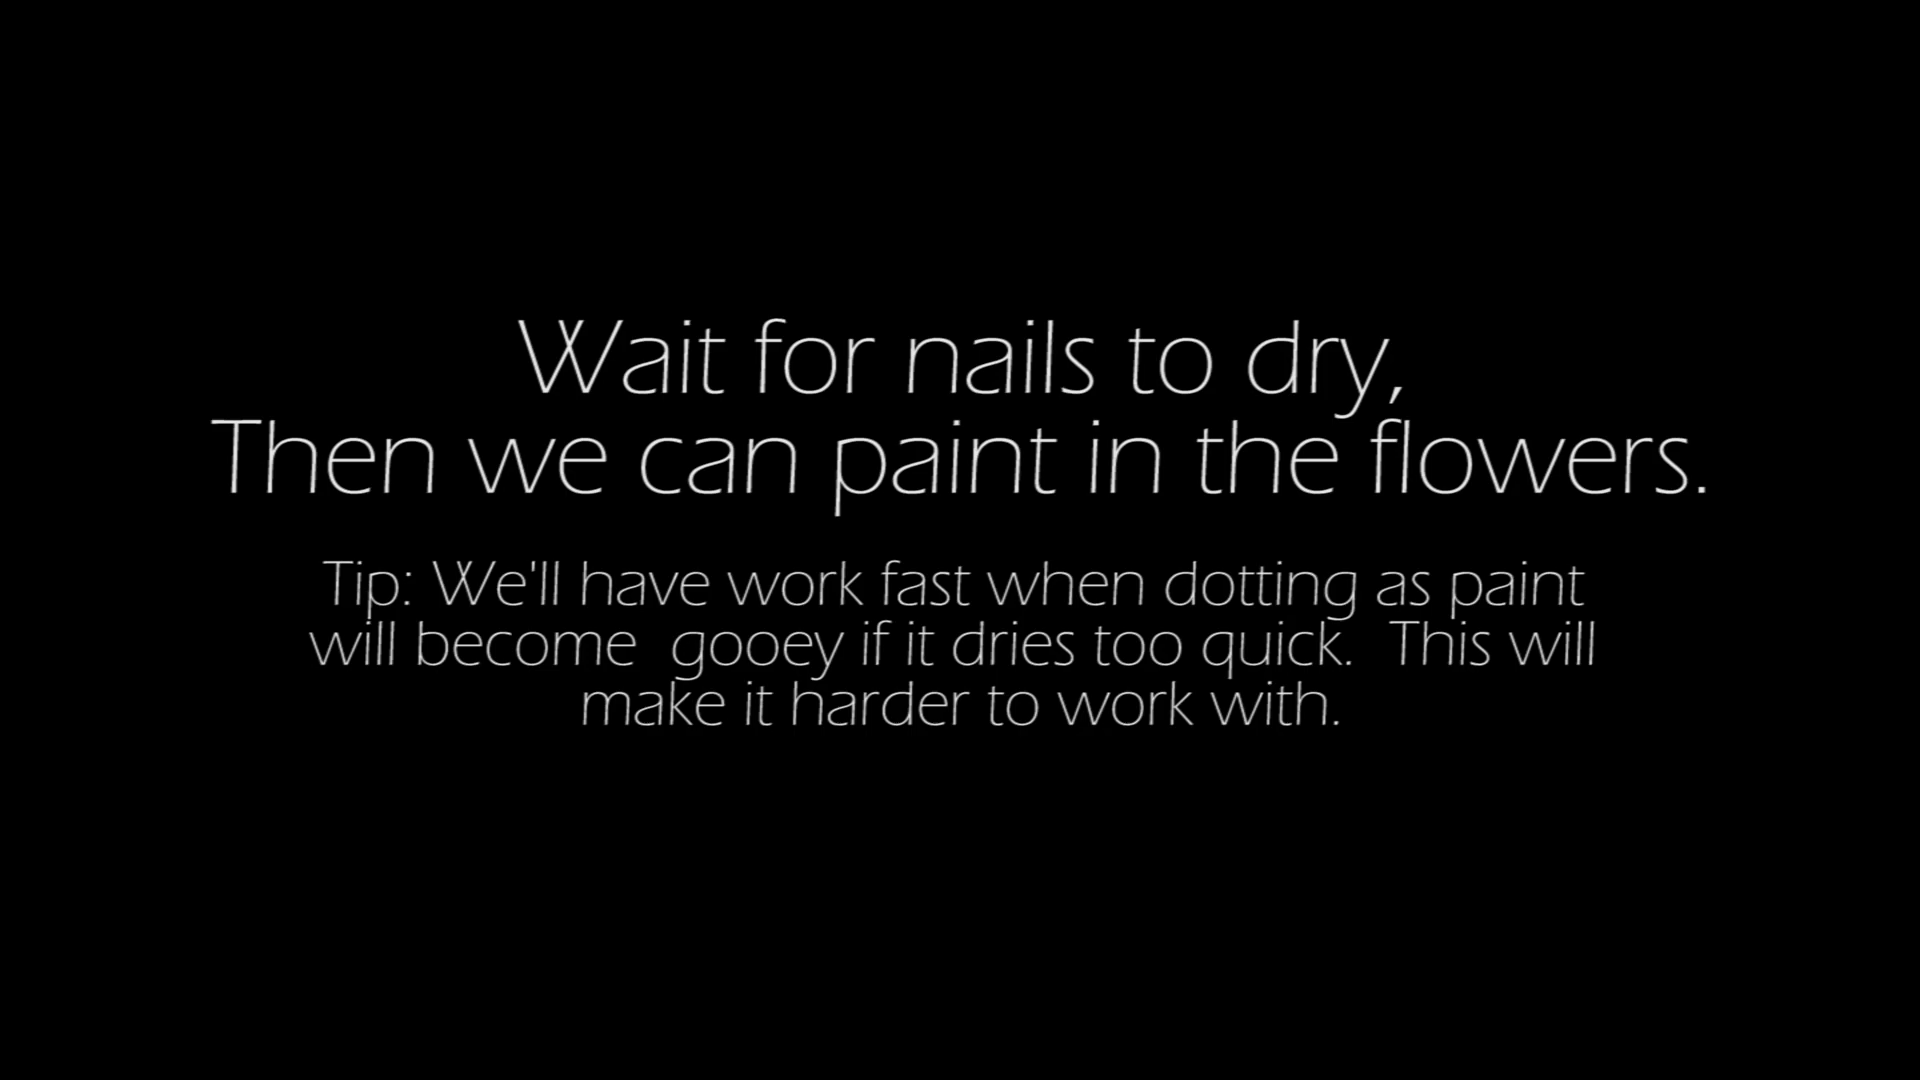 Wait for nails to dry,
Then we can paint in the flowers.
Tip: We'll have work fast when dotting as paint
will become  gooey if it dries too quick.  This will
make it harder to work with.